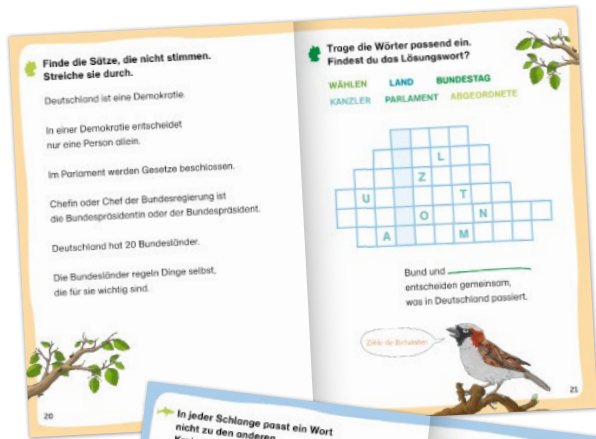 Finde die Sätze, die nicht stimmen.
Streiche sie durch.
Deutschland ist eine Demokratie.
In einer Demokratie entscheidet
nur eine Person allein.
Im Parlament werden Gesetze beschlossen.
Chefin oder Chef der Bundesregierung ist
die Bundespräsidentin oder der Bundespräsident.
Deutschland hat 20 Bundesländer.
Die Bundesländer regeln Dinge selbst,
die für sie wichtig sind.
20
Trage die Wörter passend ein.
Findest du das Lösungswort?
WÄHLEN LAND BUNDESTAG
KANZLER PARLAMENT ABGEORDNETE
L
Z
U T
O N
A M
Bund und
entscheiden gemeinsam,
was in Deutschland passiert.
Zähle die Buchstaben.
21
In jeder Schlange passt ein Wort
nicht zu den anderen.